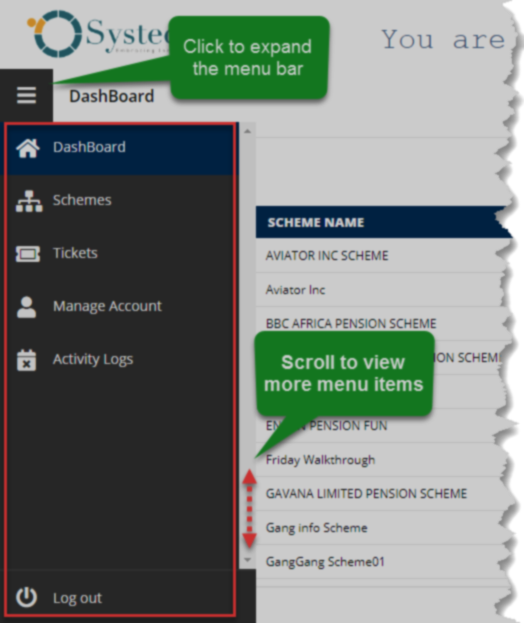 Syste
You are
Click to expand
the menu bar
DashBoard
DashBoard
Schemes
Tickets
Manage Account
Activity Logs
Log out
SCHEME NAME
AVIATOR INC SCHEME
Aviator Inc
BBC AFRICA PENSION SCHEME
ION SCHEM
Scroll to view
more menu items
PENSION FUN
Friday Walkthrough
GAVANA LIMITED PENSION SCHEME
Gang info Scheme
GangGang Scheme01